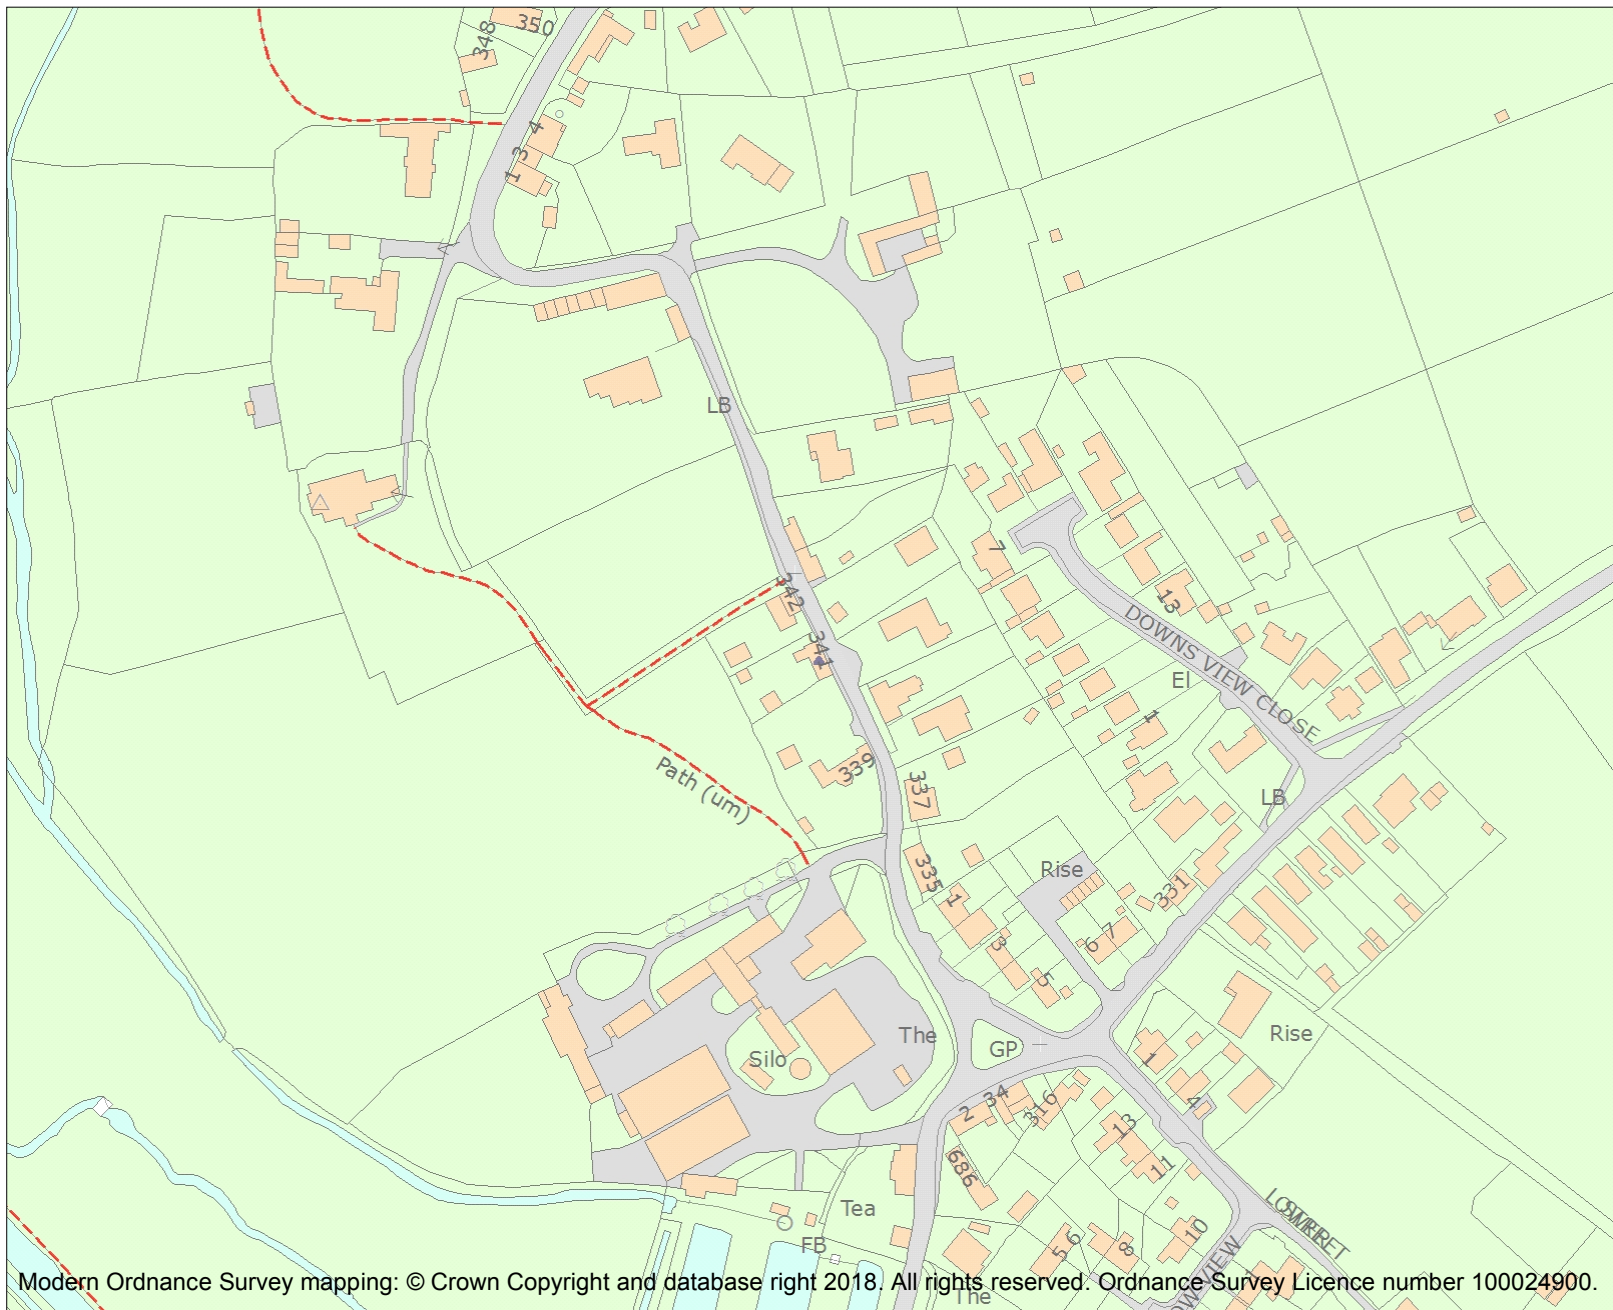 350
348
4
3
1
LB
7
342
341
13
DOWNS VIEW CLOSE
El
1
Path (um)
339
337
LB
335
1
Rise
331
3
6 7
5
The
GP
Silo
Rise
1
2
34
316
4
13
11
686
Tea
FB
5 6
8
10
LOWER
STREET
The
Modern Ordnance Survey mapping: © Crown Copyright and database right 2018. All rights reserved. Ordnance Survey Licence number 100024900.